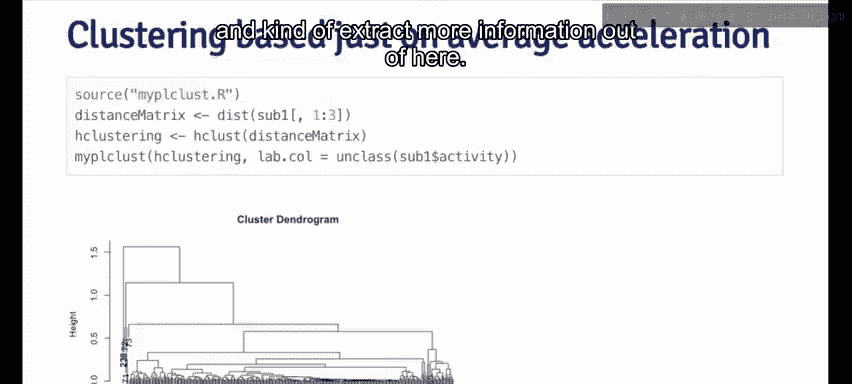 and kind of extract more information out
of here.
Clustering based just on average acceleration
source("myplclust.R")
distanceMatrix <- dist(sub1[, 1:3])
hclustering <- hclust(distanceMatrix)
myplclust(hclustering, lab.col = unclass(sub1$activity))
Cluster Dendrogram
1.5
1.0
Height
0.5
0.0